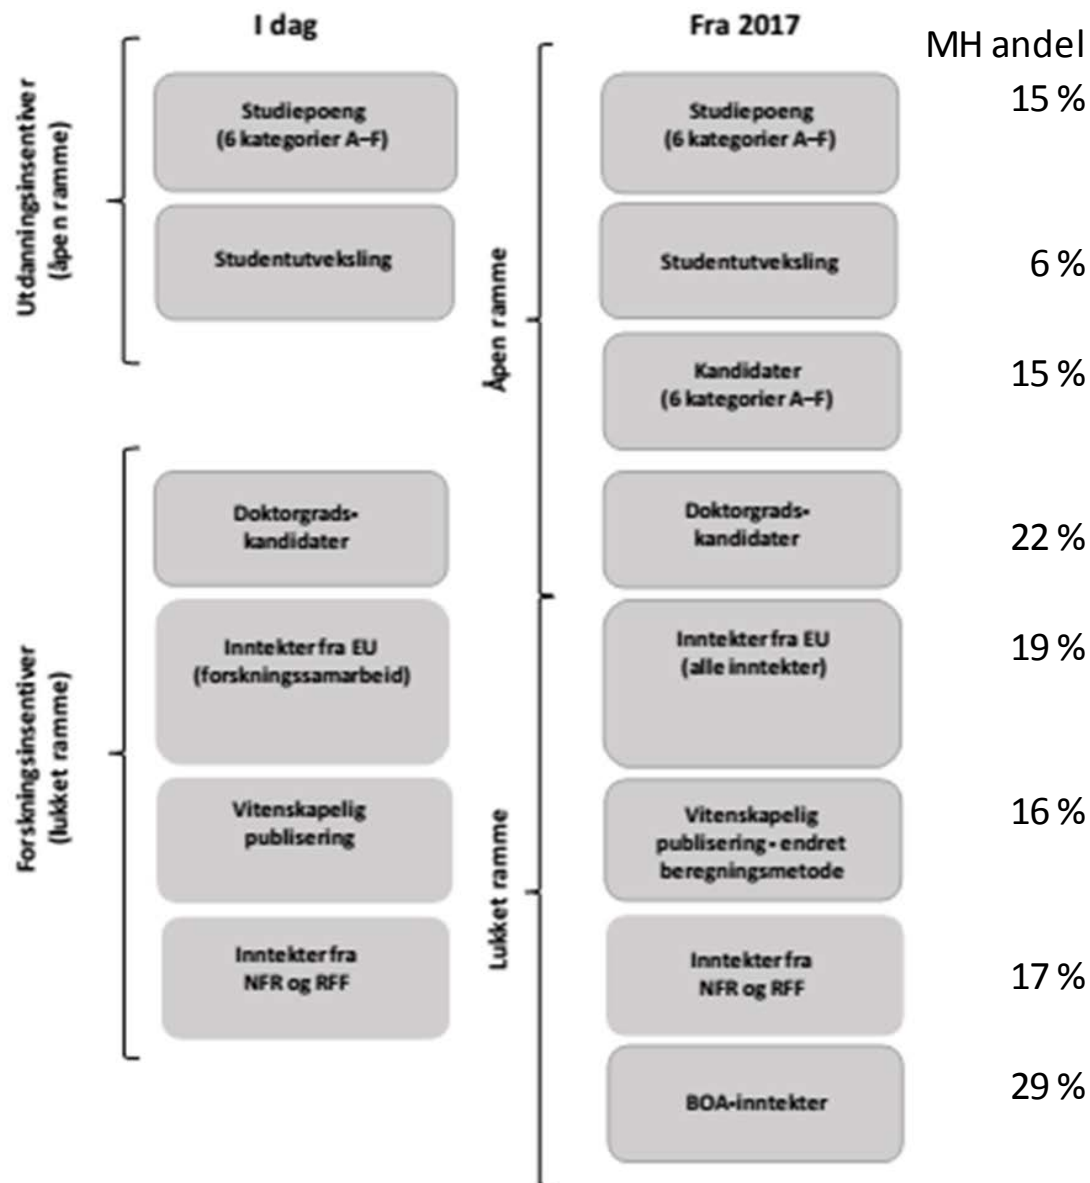 I dag
Utdanningsinsentiver
(åpen ramme)
Studiepoeng
(6 kategorier A–F)
Studentutveksling
Forskningsinsentiver
(lukket ramme)
Doktorgrads-
kandidater
Inntekter fra EU
(forskningssamarbeid)
Vitenskapelig
publisering
Inntekter fra
NFR og RFF
Fra 2017
Åpen ramme
Studiepoeng
(6 kategorier A–F)
Studentutveksling
Kandidater
(6 kategorier A–F)
Doktorgrads-
kandidater
Lukket ramme
Inntekter fra EU
(alle inntekter)
Vitenskapelig
publisering - endret
beregningsmetode
Inntekter fra
NFR og RFF
BOA-inntekter
MH andel
15 %
6 %
15 %
22 %
19 %
16 %
17 %
29 %